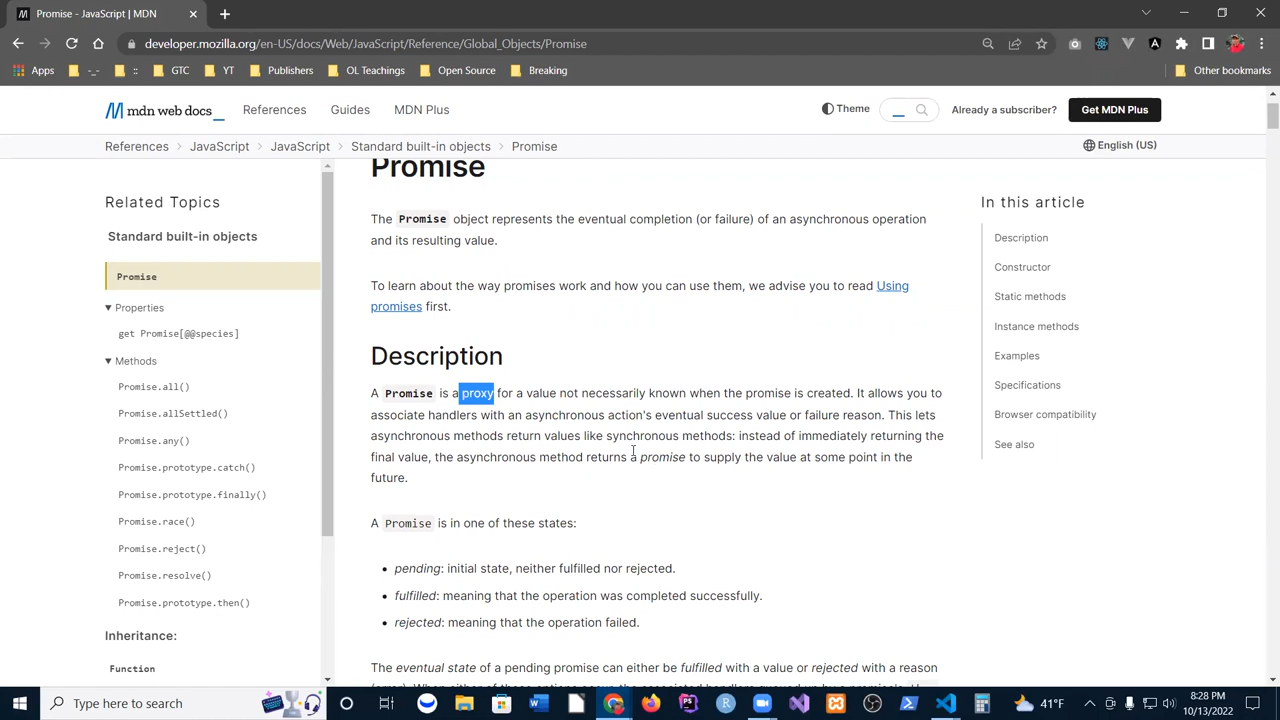 Promise - JavaScript | MDN
developer.mozilla.org/en-US/docs/Web/JavaScript/Reference/Global_Objects/Promise
Apps
-_-
::
GTC
YT
Publishers
OL Teachings
Open Source
Breaking
Other bookmarks
mdn web docs_
References
Guides
MDN Plus
Theme
Already a subscriber?
Get MDN Plus
References > JavaScript > JavaScript > Standard built-in objects > Promise
English (US)
Related Topics
Standard built-in objects
Promise
Properties
get Promise[@@species]
Methods
Promise.all()
Promise.allSettled()
Promise.any()
Promise.prototype.catch()
Promise.prototype.finally()
Promise.race()
Promise.reject()
Promise.resolve()
Promise.prototype.then()
Inheritance:
Function
Promise
The Promise object represents the eventual completion (or failure) of an asynchronous operation
and its resulting value.
To learn about the way promises work and how you can use them, we advise you to read Using
promises first.
Description
A Promise is a proxy for a value not necessarily known when the promise is created. It allows you to
associate handlers with an asynchronous action's eventual success value or failure reason. This lets
asynchronous methods return values like synchronous methods: instead of immediately returning the
final value, the asynchronous method returns a promise to supply the value at some point in the
future.
A Promise is in one of these states:
• pending: initial state, neither fulfilled nor rejected.
• fulfilled: meaning that the operation was completed successfully.
• rejected: meaning that the operation failed.
The eventual state of a pending promise can either be fulfilled with a value or rejected with a reason
In this article
Description
Constructor
Static methods
Instance methods
Examples
Specifications
Browser compatibility
See also
Type here to search
41°F
8:28 PM
10/13/2022